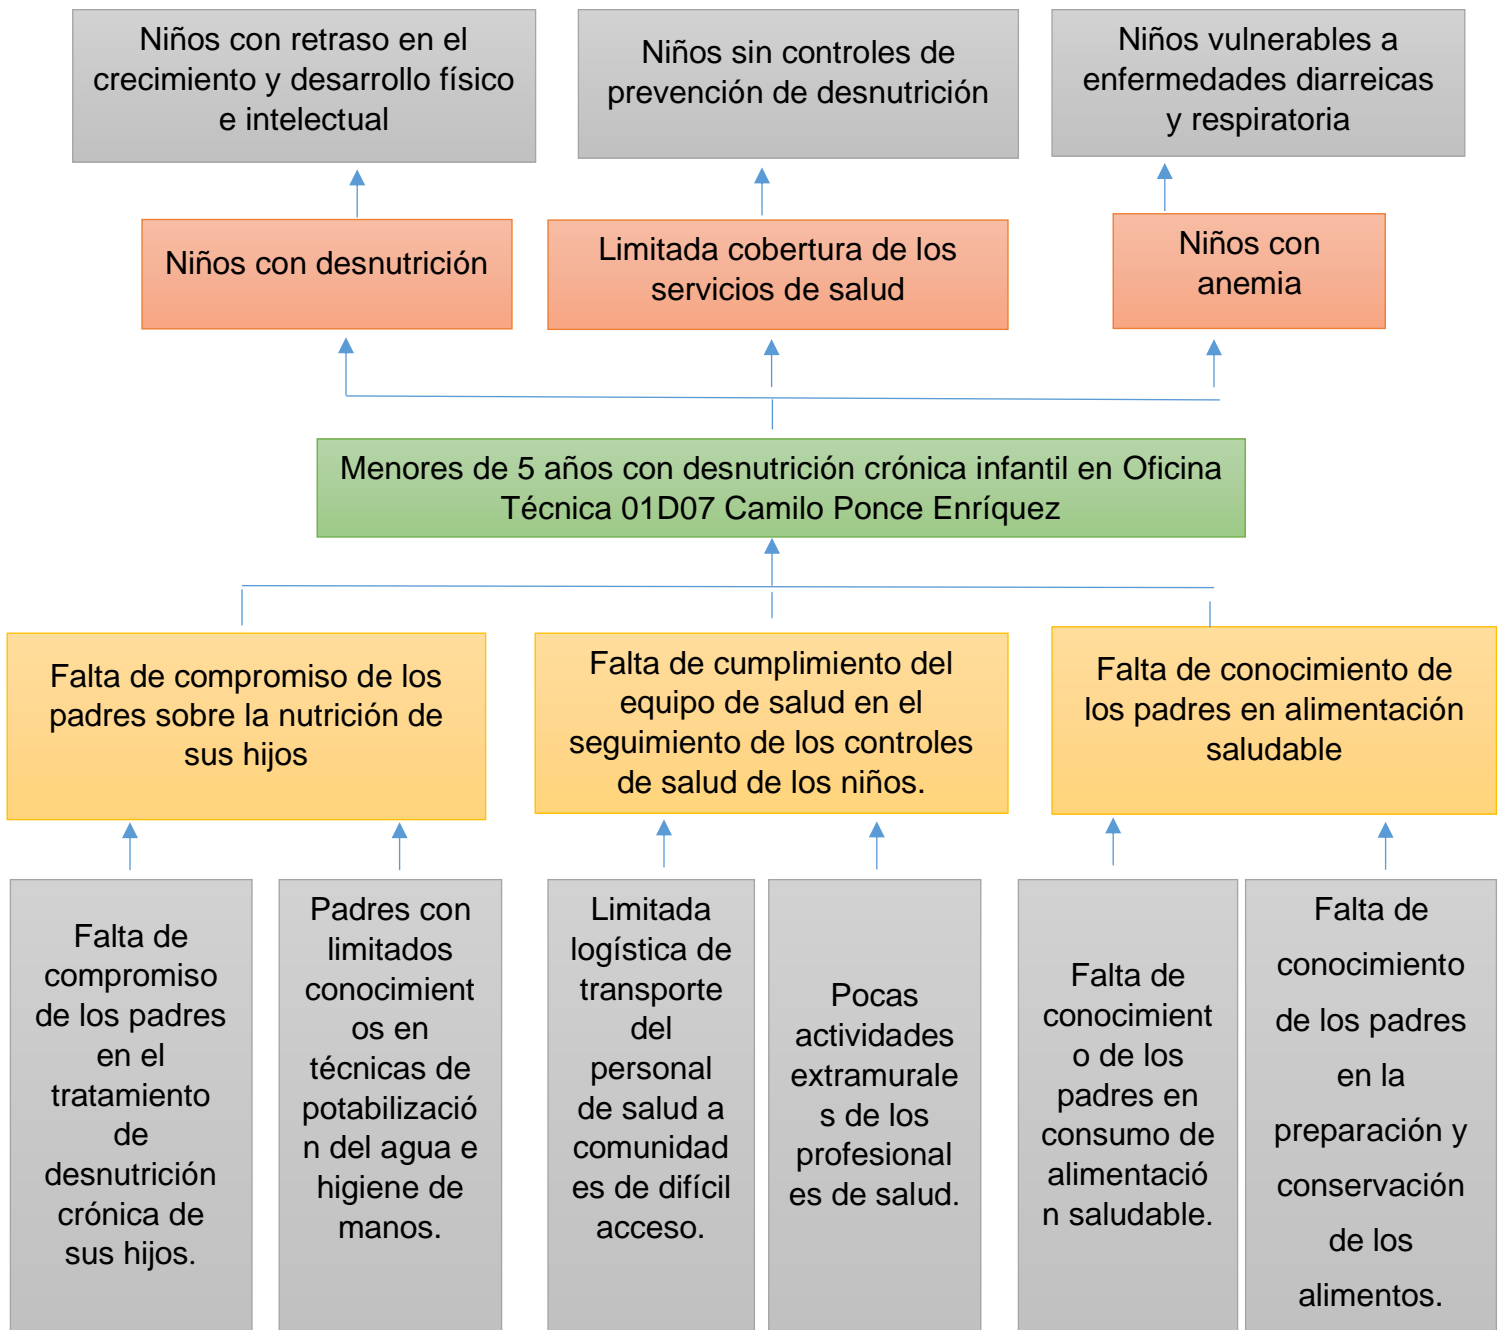 Niños con retraso en el
crecimiento y desarrollo físico
e intelectual
Niños sin controles de
prevención de desnutrición
Niños vulnerables a
enfermedades diarreicas
y respiratoria
Niños con desnutrición
Limitada cobertura de los
servicios de salud
Niños con
anemia
Menores de 5 años con desnutrición crónica infantil en Oficina
Técnica 01D07 Camilo Ponce Enríquez
Falta de compromiso de los
padres sobre la nutrición de
sus hijos
Falta de cumplimiento del
equipo de salud en el
seguimiento de los controles
de salud de los niños.
Falta de conocimiento de
los padres en alimentación
saludable
Falta de
compromiso
de los padres
en el
tratamiento
de
desnutrición
crónica de
sus hijos.
Padres con
limitados
conocimient
os en
técnicas de
potabilizació
n del agua e
higiene de
manos.
Limitada
logística de
transporte
del
personal
de salud a
comunidad
es de difícil
acceso.
Pocas
actividades
extramurale
s de los
profesional
es de salud.
Falta de
conocimient
o de los
padres en
consumo de
alimentació
n saludable.
Falta de
conocimiento
de los padres
en la
preparación y
conservación
de los
alimentos.